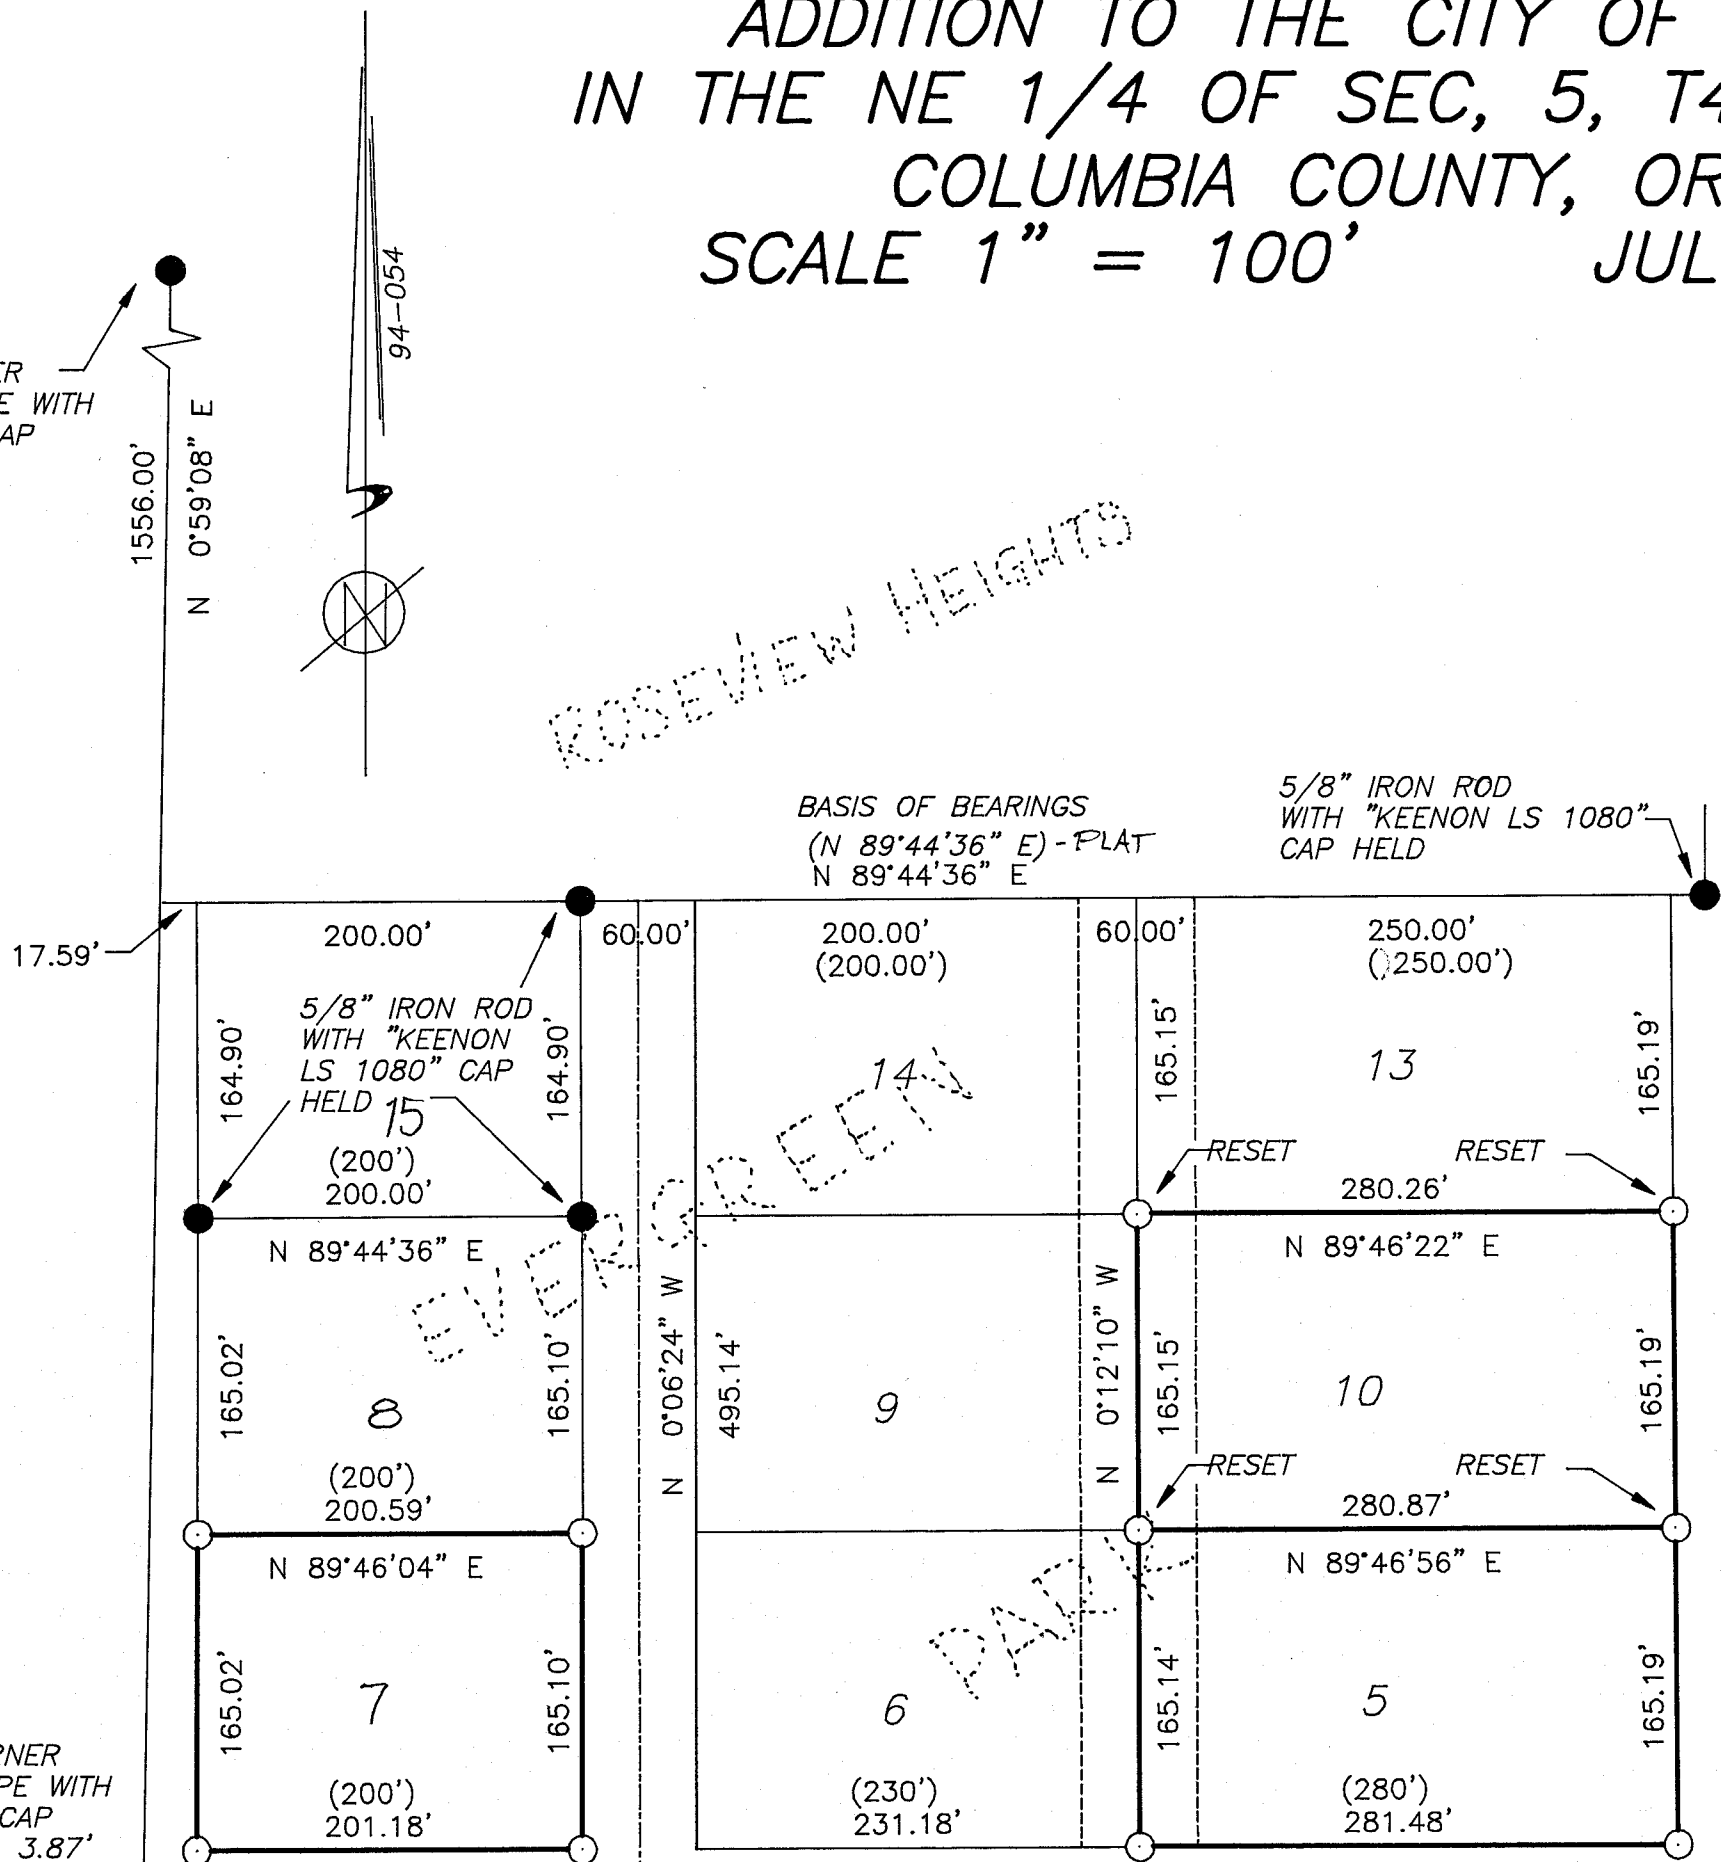 ADDITION TO THE CITY OF
IN THE NE 1/4 OF SEC, 5, T4
COLUMBIA COUNTY, OR
SCALE 1" = 100' JUL
94-054
ER
E WITH
AP
1556.00'
N 0°59'08" E
N
ROSEVIEW HEIGHTS
BASIS OF BEARINGS
(N 89°44'36" E) - PLAT
N 89°44'36" E
5/8" IRON ROD
WITH "KEENON LS 1080"
CAP HELD
17.59'
200.00'
60.00'
200.00'
(200.00')
60.00'
250.00'
(250.00')
5/8" IRON ROD
WITH "KEENON
LS 1080" CAP
HELD
164.90'
164.90'
15
(200')
200.00'
14
165.15'
13
165.19'
RESET
RESET
280.26'
N 89°44'36" E
N 89°46'22" E
EVERGREEN
PARK
165.02'
8
165.10'
N 0°06'24" W
495.14'
9
N 0°12'10" W
165.15'
10
165.19'
(200')
200.59'
RESET
RESET
280.87'
N 89°46'04" E
N 89°46'56" E
165.02'
7
165.10'
6
165.14'
5
165.19'
(200')
201.18'
(230')
231.18'
(280')
281.48'
RNER
PE WITH
CAP
3.87'